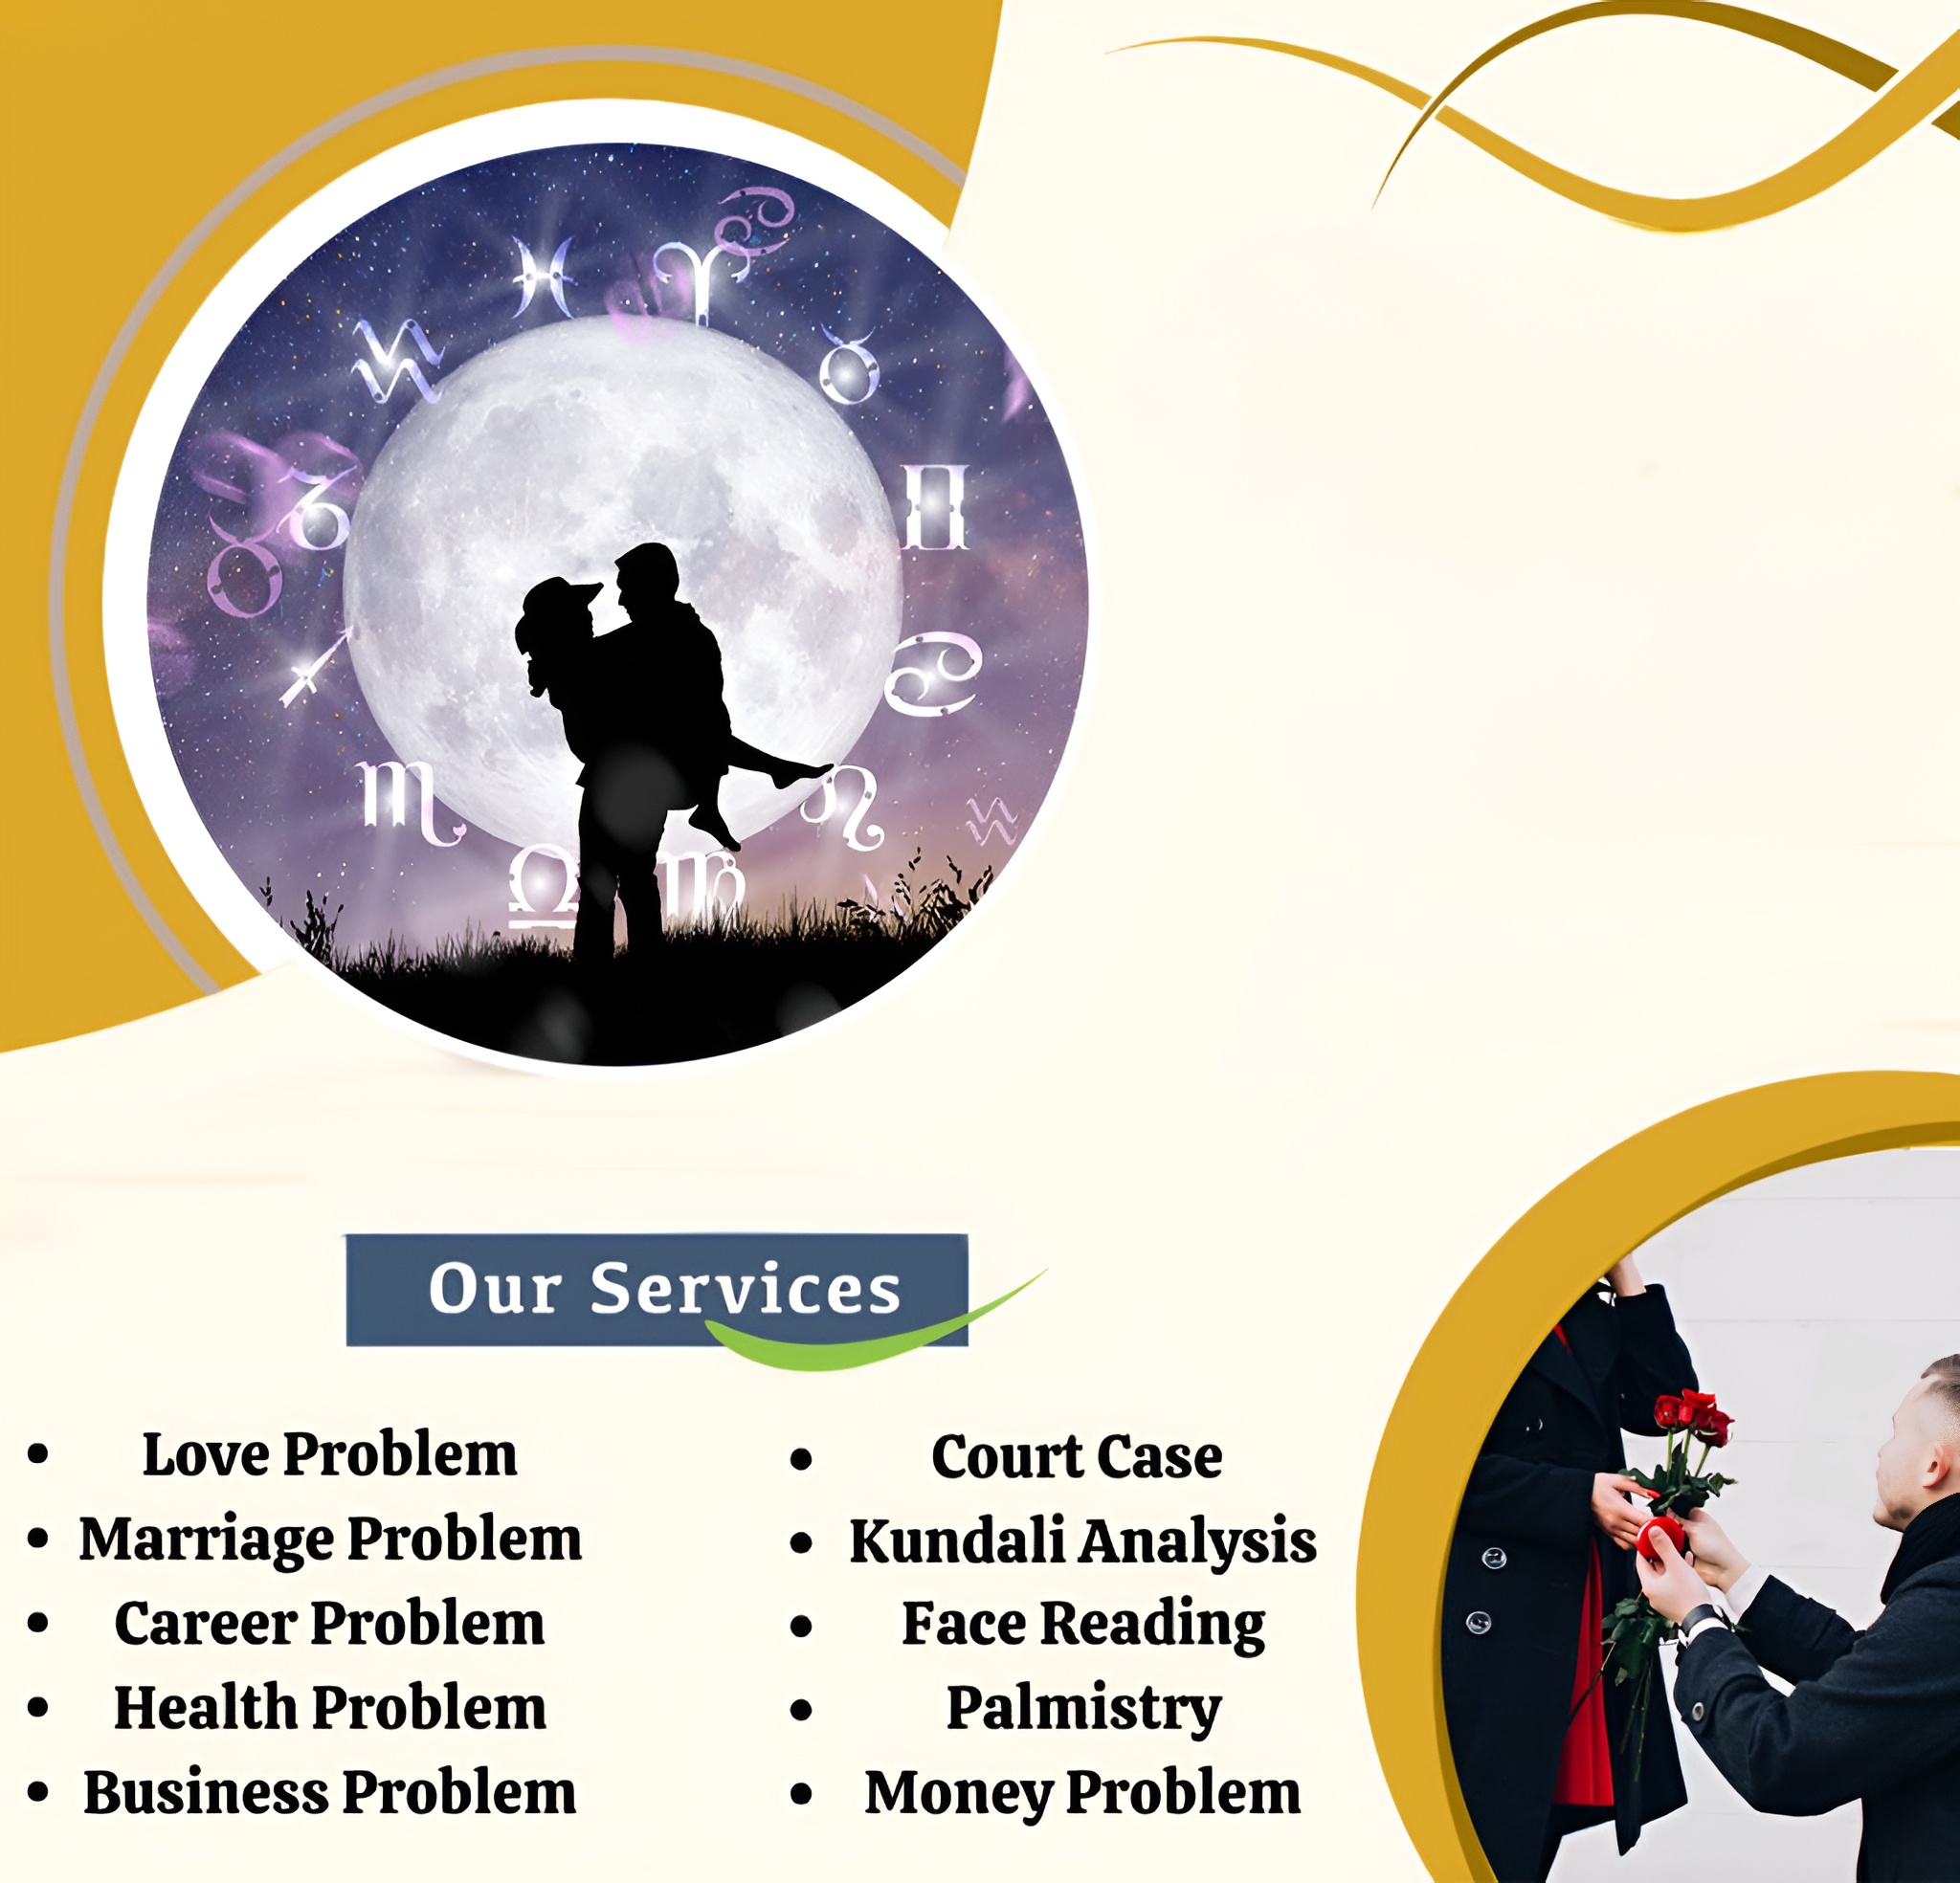 Our Services
Love Problem
Marriage Problem
Career Problem
Health Problem
Business Problem
Court Case
Kundali Analysis
Face Reading
Palmistry
Money Problem